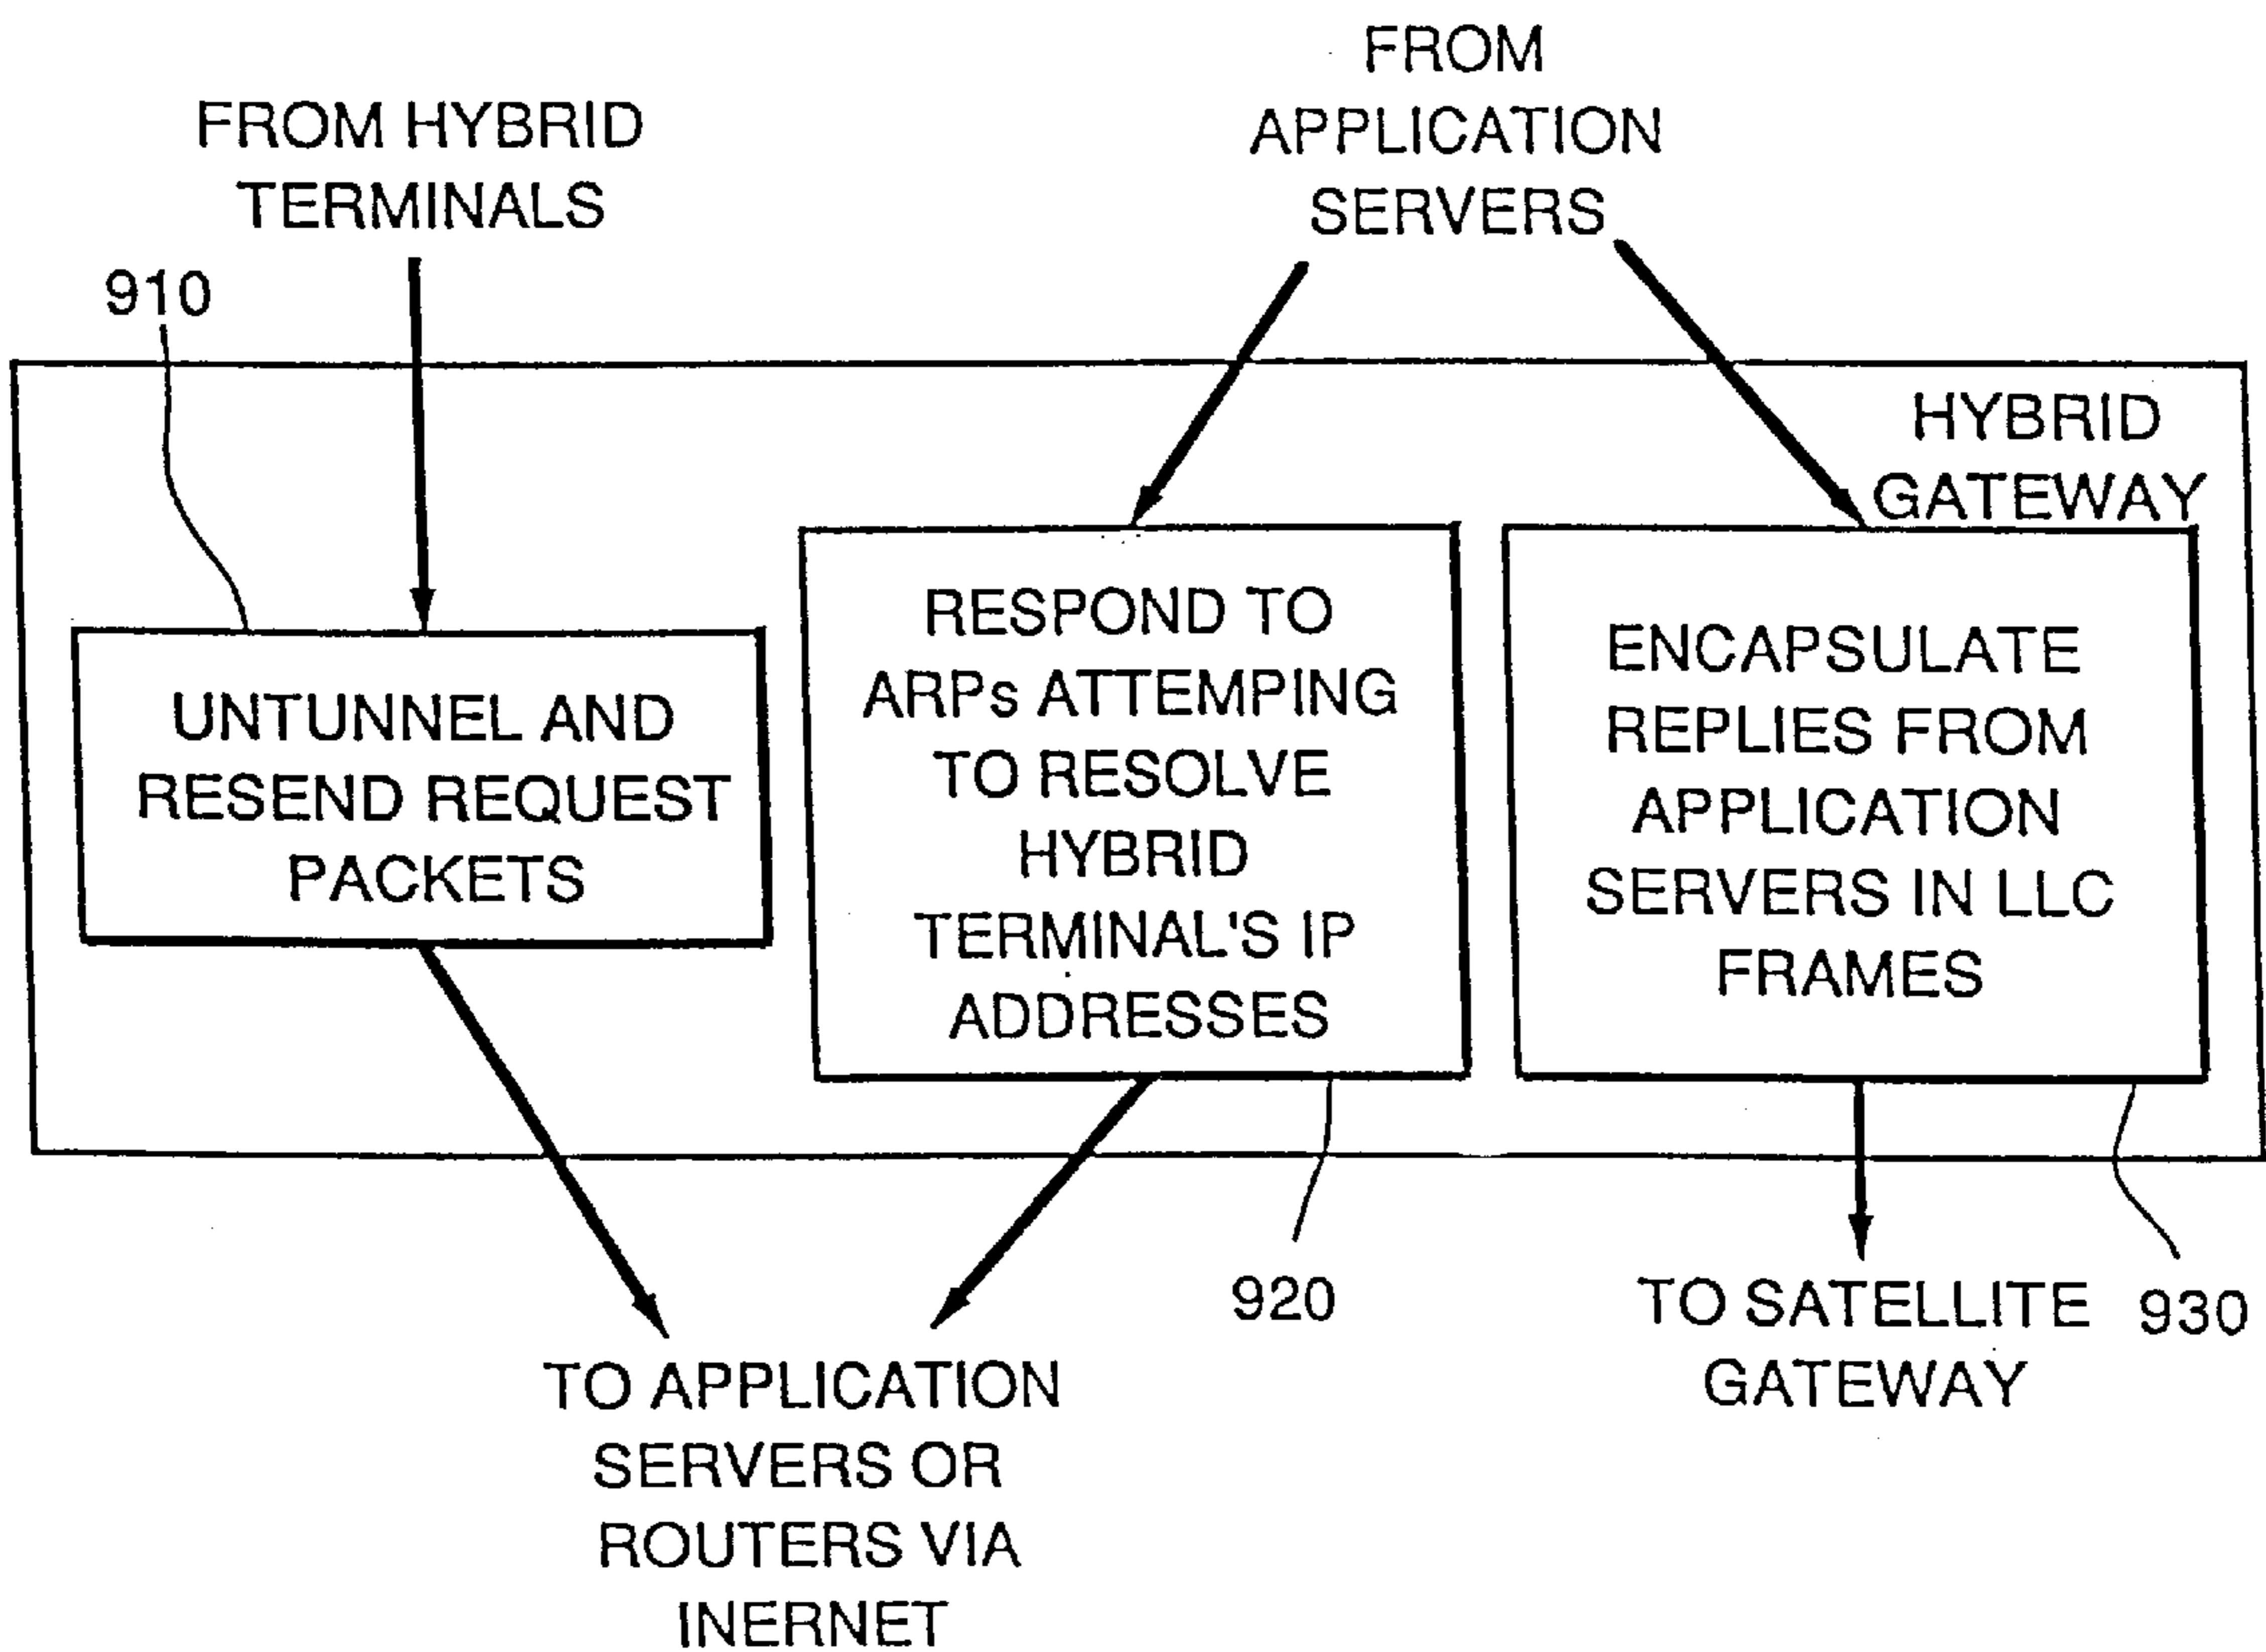 FROM HYBRID
TERMINALS
FROM
APPLICATION
SERVERS
910
HYBRID
GATEWAY
UNTUNNEL AND
RESEND REQUEST
PACKETS
RESPOND TO
ARPs ATTEMPING
TO RESOLVE
HYBRID
TERMINAL'S IP
ADDRESSES
ENCAPSULATE
REPLIES FROM
APPLICATION
SERVERS IN LLC
FRAMES
920
930
TO APPLICATION
SERVERS OR
ROUTERS VIA
INERNET
TO SATELLITE
GATEWAY